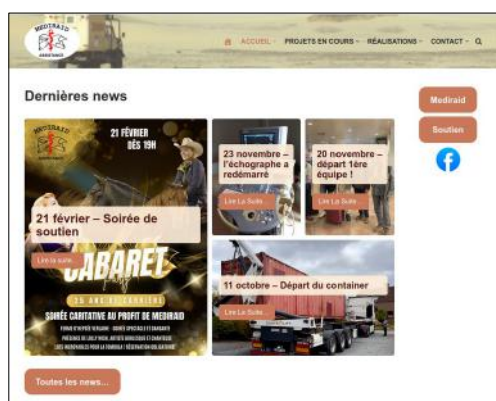 MEDIRAID
ASSISTANCE
ACCUEIL
PROJETS EN COURS
RÉALISATIONS
CONTACT
Dernières news
MEDIRAID
21 FÉVRIER
DÈS 19H
21 février – Soirée de
soutien
Lire la suite...
CABARET
25 ANS DE CARRIÈRE
SOIRÉE CARITATIVE AU PROFIT DE MEDIRAID
23 novembre –
l'échographe a
redémarré
Lire La Suite...
20 novembre –
départ 1ère
équipe !
Lire La Suite...
11 octobre – Départ du container
Lire La Suite...
Toutes les news...
Mediraid
Soutien